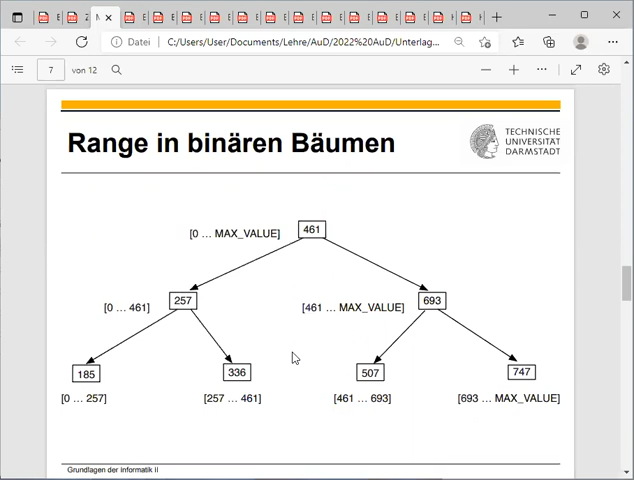 Datei
C:/Users/User/Documents/Lehre/AuD/2022%20AuD/Unterlag...
7
von 12
Range in binären Bäumen
TECHNISCHE
UNIVERSITÄT
DARMSTADT
461
[0 … MAX_VALUE]
257
693
[0 … 461]
[461 … MAX_VALUE]
185
336
507
747
[0 … 257]
[257 … 461]
[461 … 693]
[693 … MAX_VALUE]
Grundlagen der Informatik II